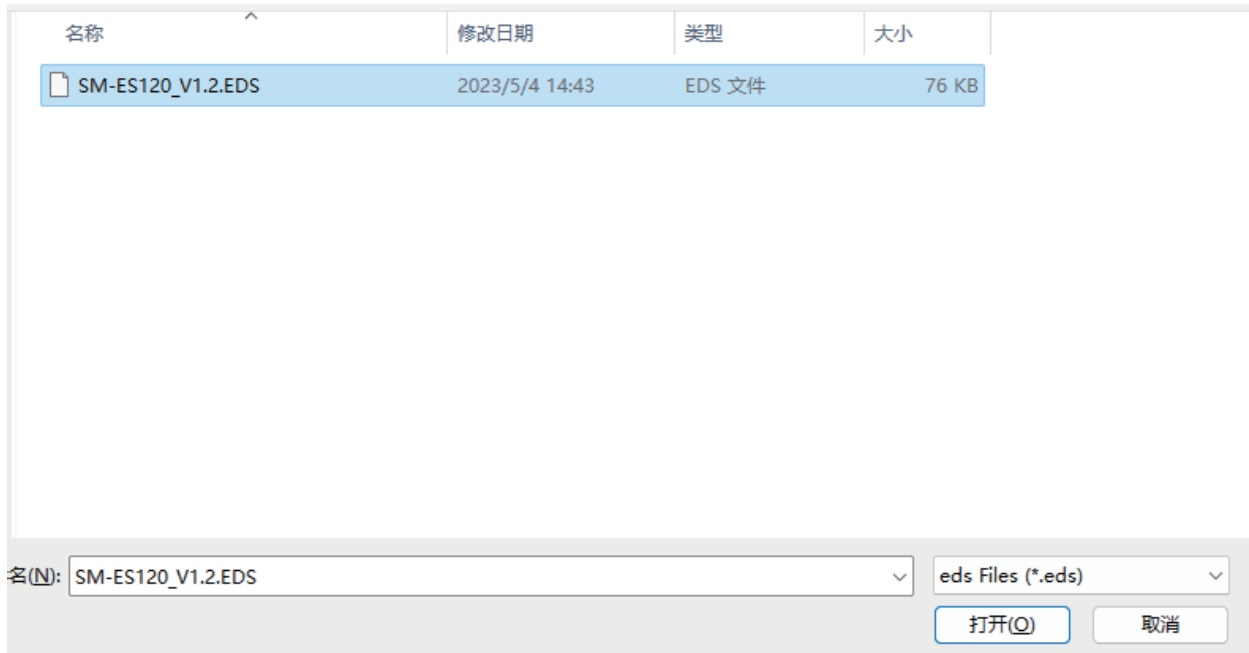 名称 修改日期 类型 大小
SM-ES120_V1.2.EDS 2023/5/4 14:43 EDS 文件 76 KB
名(N): SM-ES120_V1.2.EDS eds Files (*.eds)
打开(O) 取消